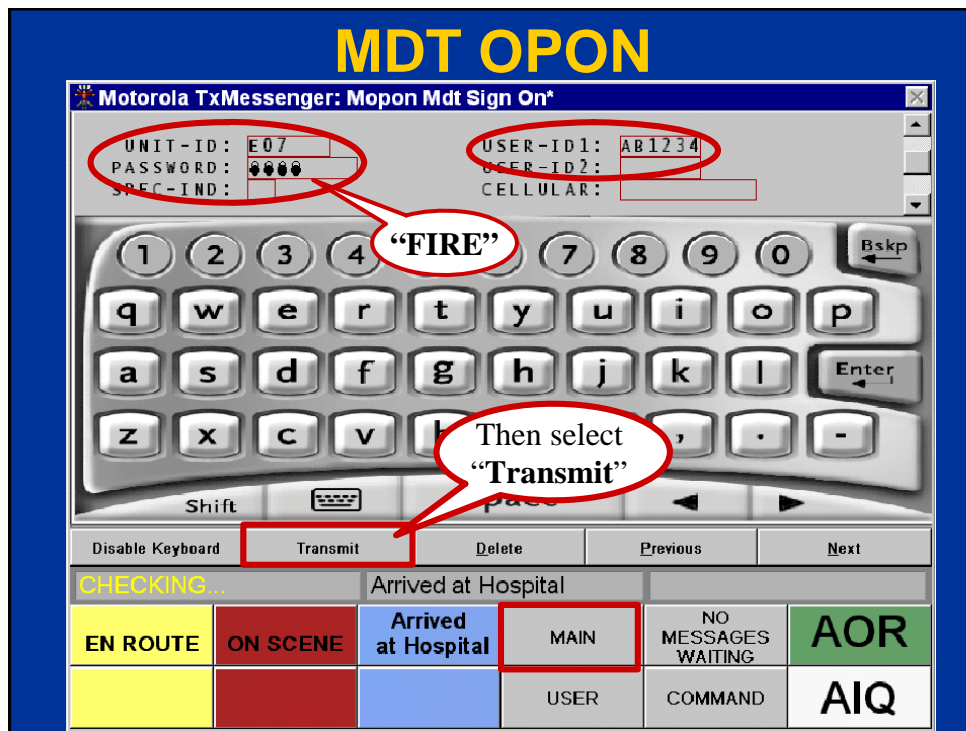 MDT OPON
Motorola TxMessenger: Mopon Mdt Sign On*
UNIT-ID: E07
USER-ID1: AB1234
PASSWORD:
USER-ID2:
SPEC-IND:
CELLULAR:
"FIRE"
1 2 3 4 7 8 9 0 Bskp
q w e r t y u i o p
a s d f g h j k l Enter
z x c v , . -
Then select
"Transmit"
Shift
Disable Keyboard Transmit Delete Previous Next
CHECKING... Arrived at Hospital
EN ROUTE ON SCENE Arrived at Hospital MAIN NO MESSAGES WAITING AOR
USER COMMAND AIQ